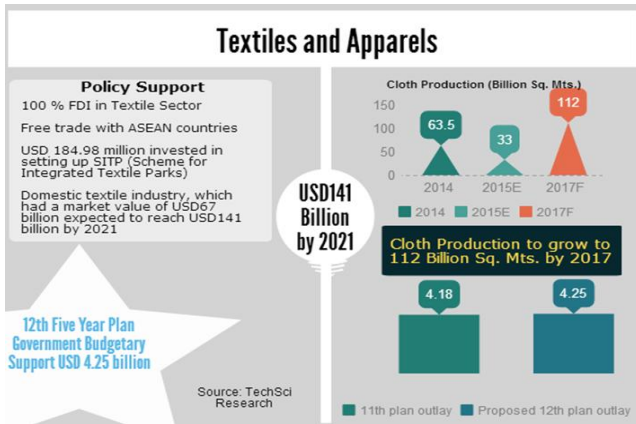 Textiles and Apparels
Policy Support
100 % FDI in Textile Sector
Free trade with ASEAN countries
USD 184.98 million invested in
setting up SITP (Scheme for
Integrated Textile Parks)
Domestic textile industry, which
had a market value of USD67
billion expected to reach USD141
billion by 2021
12th Five Year Plan
Government Budgetary
Support USD 4.25 billion
Source: TechSci
Research
USD141
Billion
by 2021
Cloth Production (Billion Sq. Mts.)
150
100
50
0
63.5
33
112
2014
2015E
2017F
2014
2015E
2017F
Cloth Production to grow to
112 Billion Sq. Mts. by 2017
4.18
4.25
11th plan outlay
Proposed 12th plan outlay